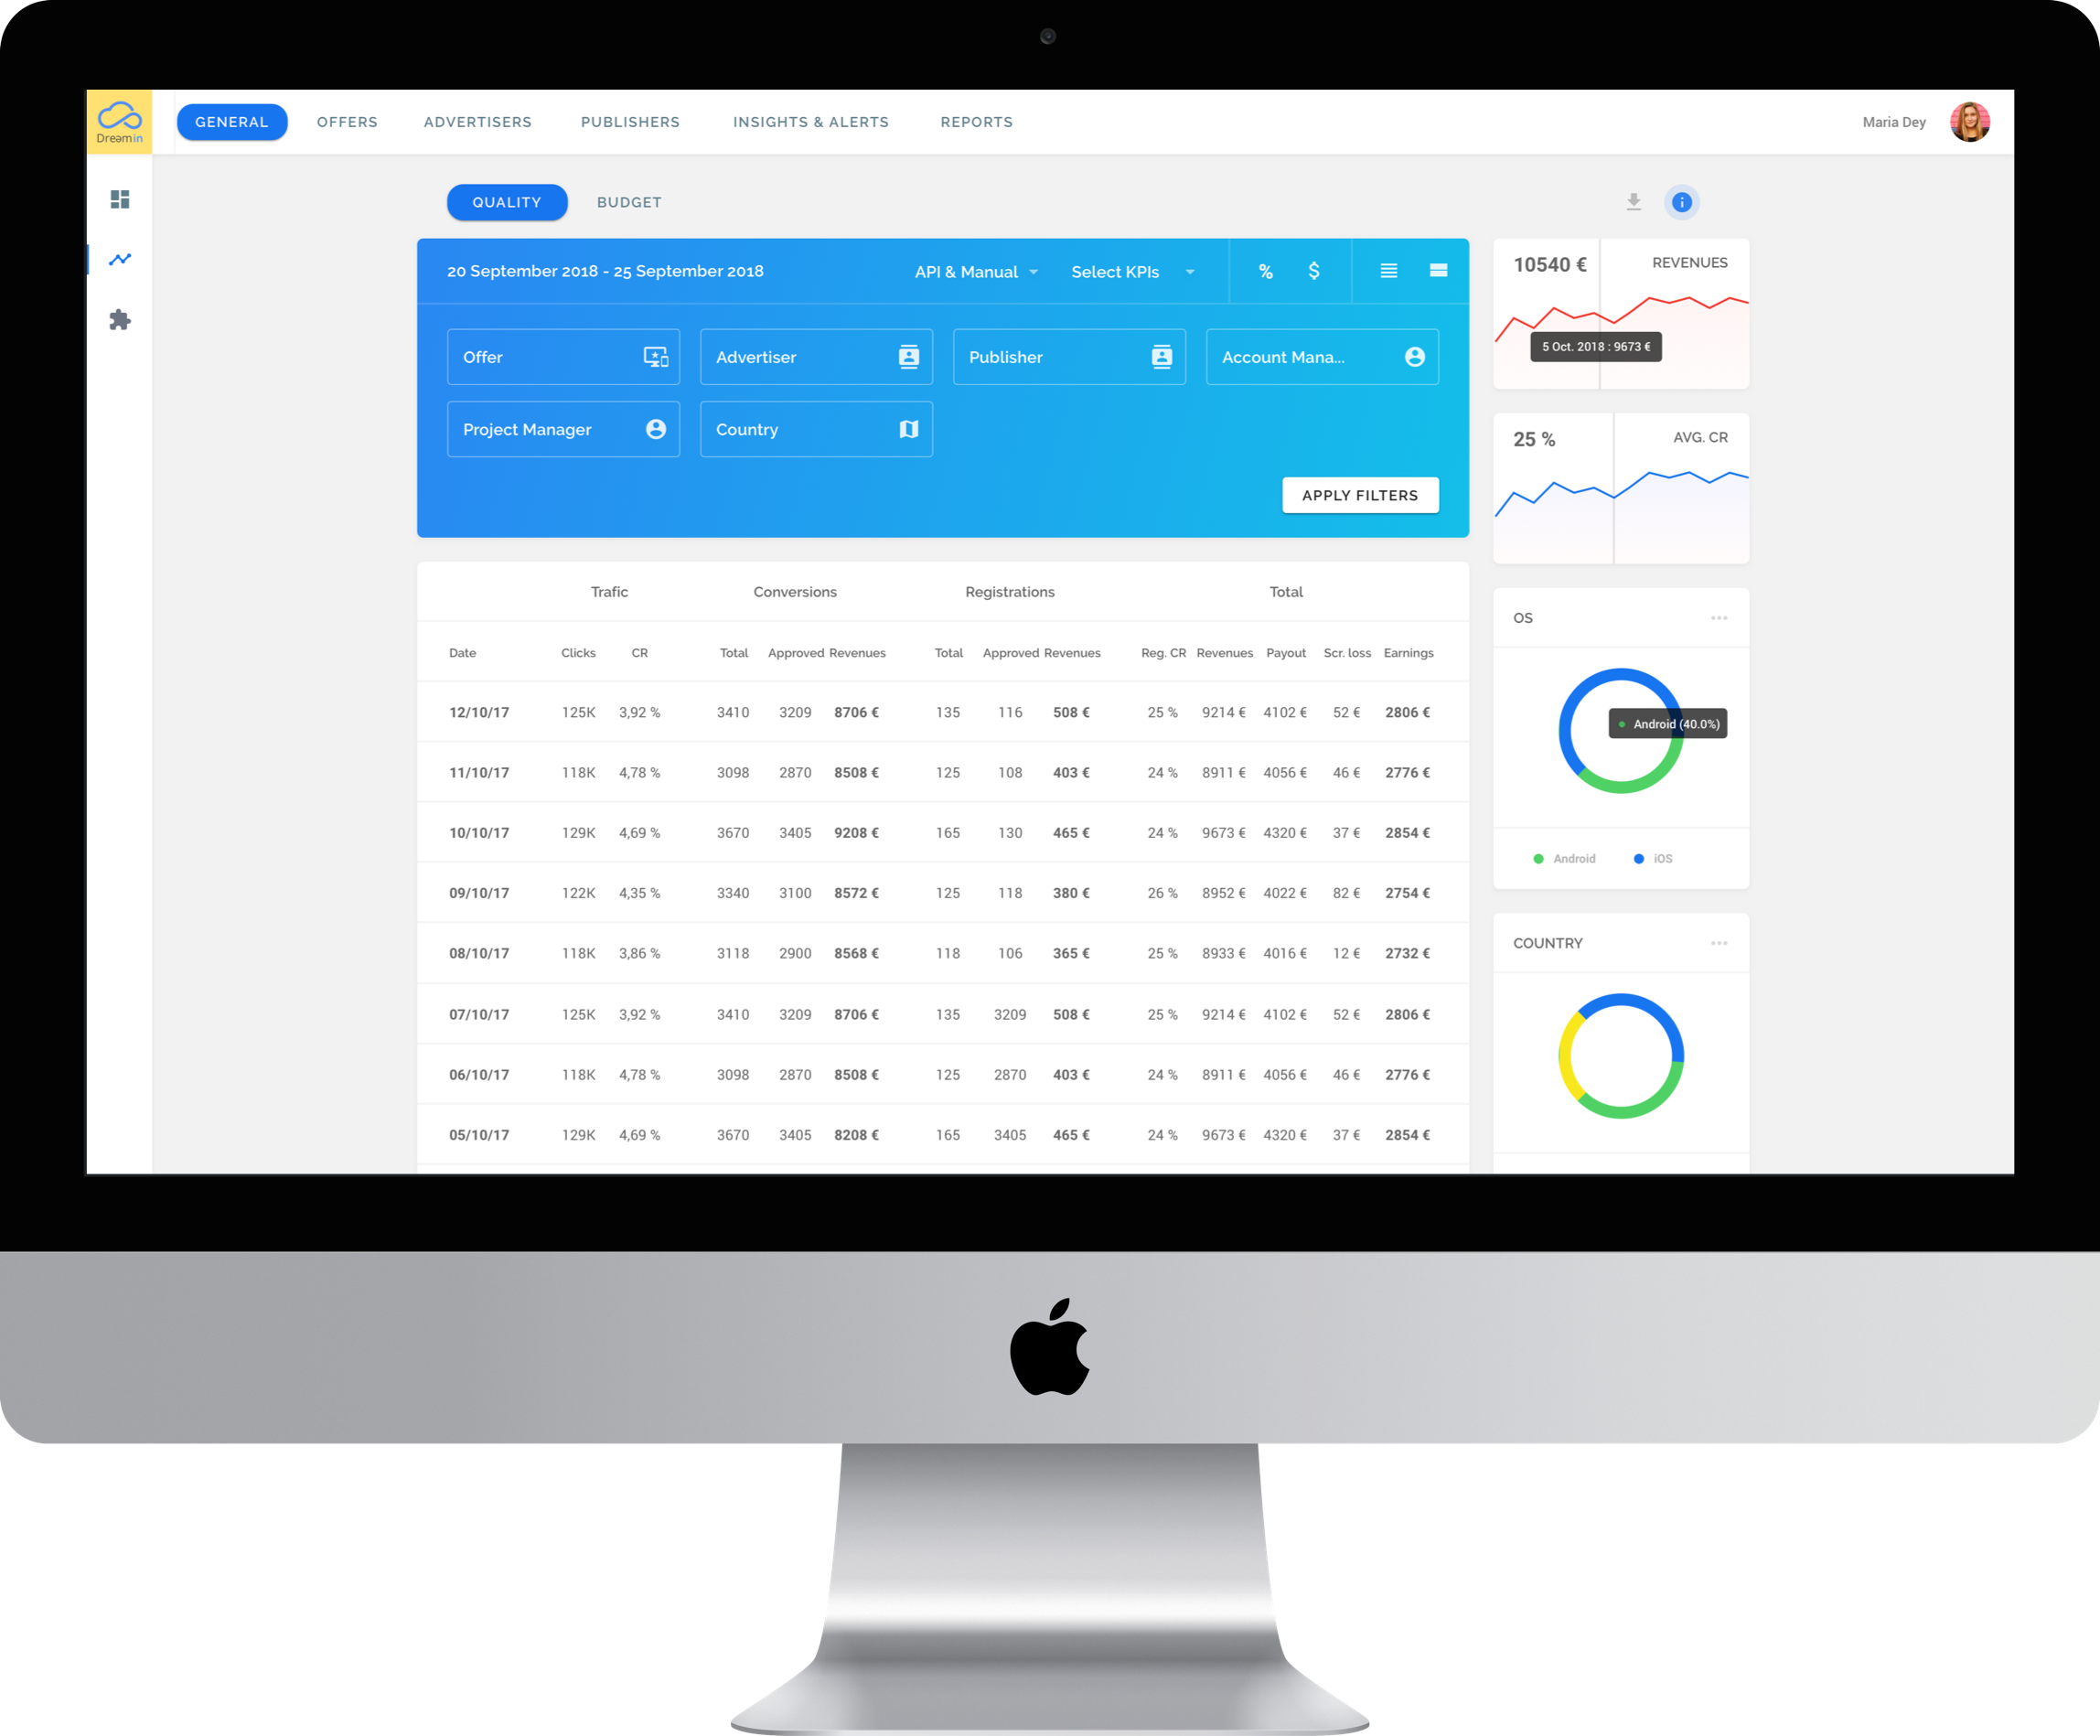 Dreamin
GENERAL OFFERS ADVERTISERS PUBLISHERS INSIGHTS & ALERTS REPORTS Maria Dey
QUALITY BUDGET
20 September 2018 - 25 September 2018 API & Manual Select KPIs % $
Offer Advertiser Publisher Account Mana...
Project Manager Country
APPLY FILTERS
10540 € REVENUES
5 Oct. 2018 : 9673 €
25 % AVG. CR
OS
Android (40.0%)
Android iOS
COUNTRY
Trafic Conversions Registrations Total
Date Clicks CR Total Approved Revenues Total Approved Revenues Reg. CR Revenues Payout Scr. loss Earnings
12/10/17 125K 3,92 % 3410 3209 8706 € 135 116 508 € 25 % 9214 € 4102 € 52 € 2806 €
11/10/17 118K 4,78 % 3098 2870 8508 € 125 108 403 € 24 % 8911 € 4056 € 46 € 2776 €
10/10/17 129K 4,69 % 3670 3405 9208 € 165 130 465 € 24 % 9673 € 4320 € 37 € 2854 €
09/10/17 122K 4,35 % 3340 3100 8572 € 125 118 380 € 26 % 8952 € 4022 € 82 € 2754 €
08/10/17 118K 3,86 % 3118 2900 8568 € 118 106 365 € 25 % 8933 € 4016 € 12 € 2732 €
07/10/17 125K 3,92 % 3410 3209 8706 € 135 3209 508 € 25 % 9214 € 4102 € 52 € 2806 €
06/10/17 118K 4,78 % 3098 2870 8508 € 125 2870 403 € 24 % 8911 € 4056 € 46 € 2776 €
05/10/17 129K 4,69 % 3670 3405 8208 € 165 3405 465 € 24 % 9673 € 4320 € 37 € 2854 €